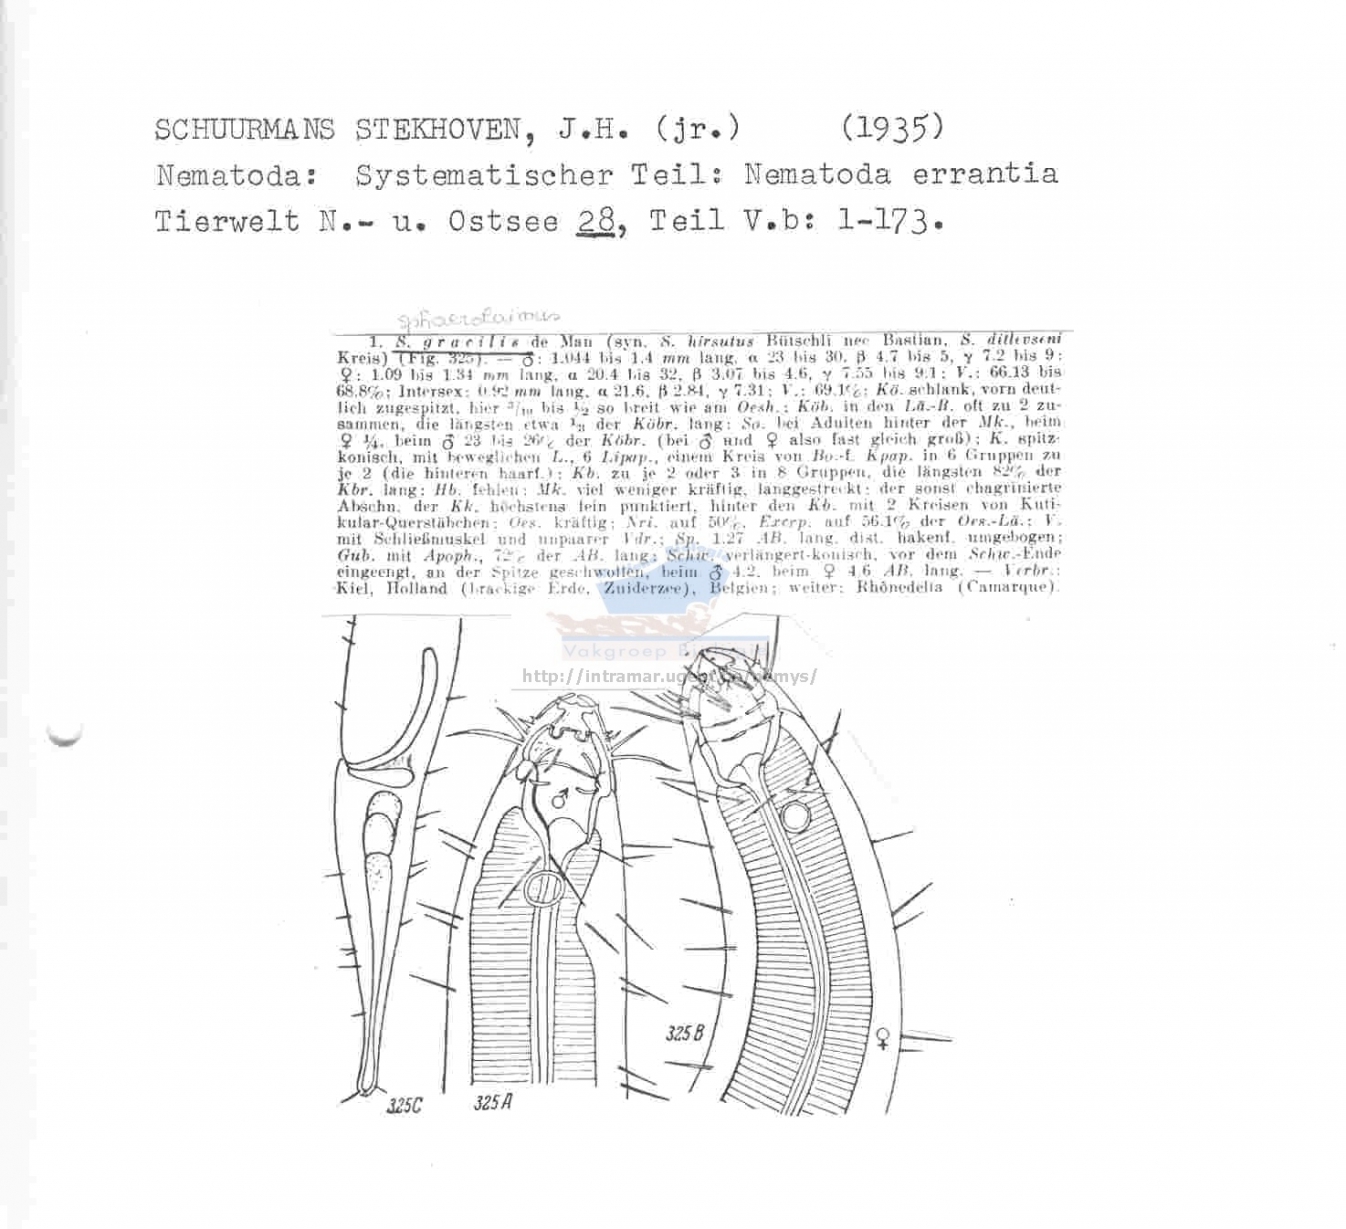 SCHUURMANS STEKHOVEN, J.H. (jr.) (1935)
Nematoda: Systematischer Teil: Nematoda errantia
Tierwelt N.- u. Ostsee 28, Teil V.b: 1-173.
sphaerolaimus
1. S. gracilis de Man (syn. S. hirsutus Bütschli nec Bastian, S. dithvseni
Kreis) (Fig. 325). — ♂: 1.044 bis 1.4 mm lang, α 23 bis 30, β 4.7 bis 5, γ 7.2 bis 9;
♀: 1.09 bis 1.34 mm lang, α 20.4 bis 32, β 3.07 bis 4.6, γ 7.55 bis 9.1; V.: 66.13 bis
68.8%; Intersex: 0.92 mm lang, α 21.6, β 2.84, γ 7.31; V.: 69.1%; Kö. schlank, vorn deut-
lich zugespitzt, hier 3/10 bis 1/2 so breit wie am Oesh.; Köb. in den Lä.-R. oft zu 2 zu-
sammen, die längsten etwa der Köbr. lang; So. bei Adulten hinter der Mk., beim
♀ 1/4, beim ♂ 23 bis 26% der Köbr. (bei ♂ und ♀ also fast gleich groß); K. spitz-
konisch, mit beweglichen L., 6 Lipap., einem Kreis von Bo.-f. Kpap. in 6 Gruppen zu
je 2 (die hinteren haarf.); Kb. zu je 2 oder 3 in 8 Gruppen, die längsten 82% der
Kbr. lang; Hb. fehlen; Mk. viel weniger kräftig, langgestreckt; der sonst chagrinierte
Abschn. der Kk. höchstens fein punktiert, hinter den Kb. mit 2 Kreisen von Kuti-
kular-Querstäbchen; Oes. kräftig; Nri. auf 50%, Excrp. auf 56.1% der Oes.-Lä.; V.
mit Schließmuskel und unpaarer Vdr.; Sp. 1.27 AB. lang, dist. hakenf. umgebogen;
Gub. mit Apoph., 72% der AB. lang; Schw. verlängert-konisch, vor dem Schw.-Ende
eingeengt, an der Spitze geschwollen, beim ♂ 4.2, beim ♀ 4.6 AB. lang. — Verbr.:
Kiel, Holland (brackige Erde, Zuiderzee), Belgien; weiter: Rhônedelta (Camarque).
Vakgroep
http://intramar.ugent.be/nemys/
♂
325 B
♀
325C
325A